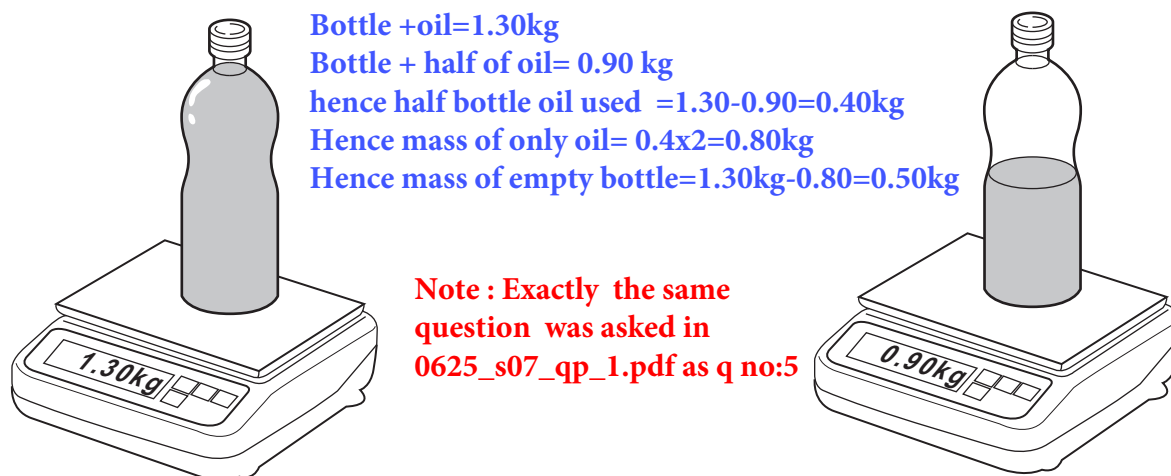 Bottle +oil=1.30kg
Bottle + half of oil= 0.90 kg
hence half bottle oil used =1.30-0.90=0.40kg
Hence mass of only oil= 0.4x2=0.80kg
Hence mass of empty bottle=1.30kg-0.80=0.50kg
Note : Exactly the same
question was asked in
0625_s07_qp_1.pdf as q no:5
1.30kg
0.90kg